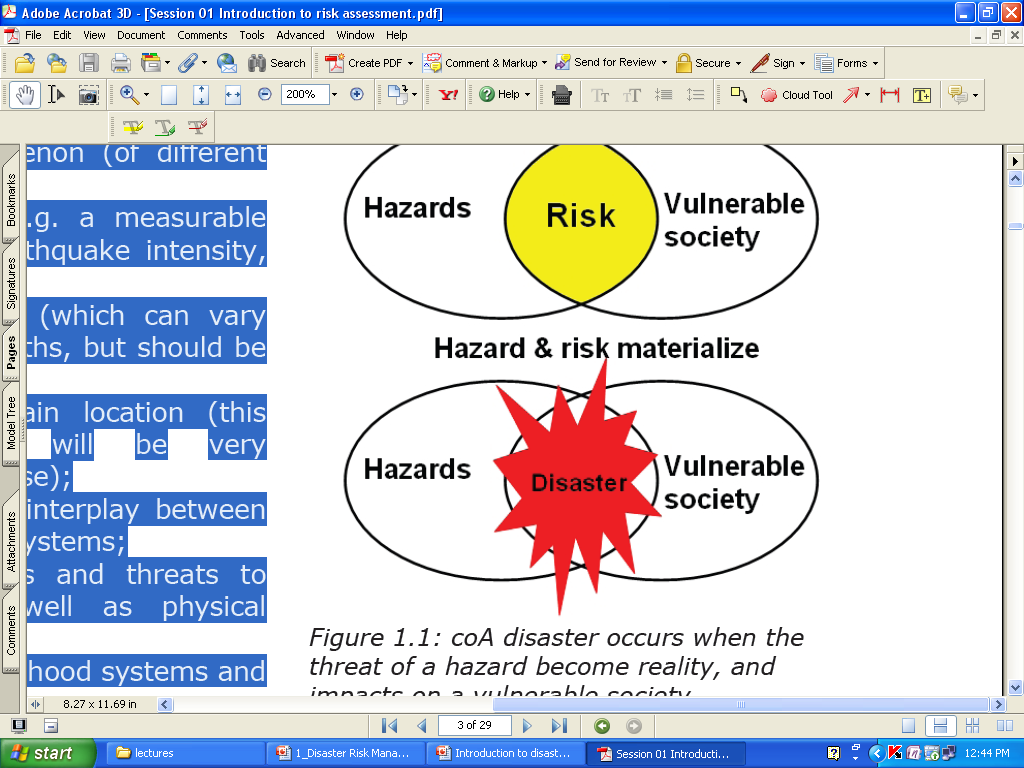 Adobe Acrobat 3D - [Session 01 Introduction to risk assessment.pdf]
File Edit View Document Comments Tools Advanced Window Help
Search Create PDF Comment & Markup Send for Review Secure Sign Forms
200% Y! Help Cloud Tool
Bookmarks
Signatures
Pages
Model Tree
Attachments
Comments
enon (of different
.g. a measurable
thquake intensity,
(which can vary
ths, but should be
ain location (this
will be very
se);
interplay between
ystems;
s and threats to
well as physical
hood systems and
Hazards
Risk
Vulnerable
society
Hazard & risk materialize
Hazards
Disaster
Vulnerable
society
Figure 1.1: coA disaster occurs when the
threat of a hazard become reality, and
impacts on a vulnerable society
8.27 x 11.69 in
3 of 29
start lectures 1_Disaster Risk Mana... Introduction to disast... Session 01 Introducti... 12:44 PM